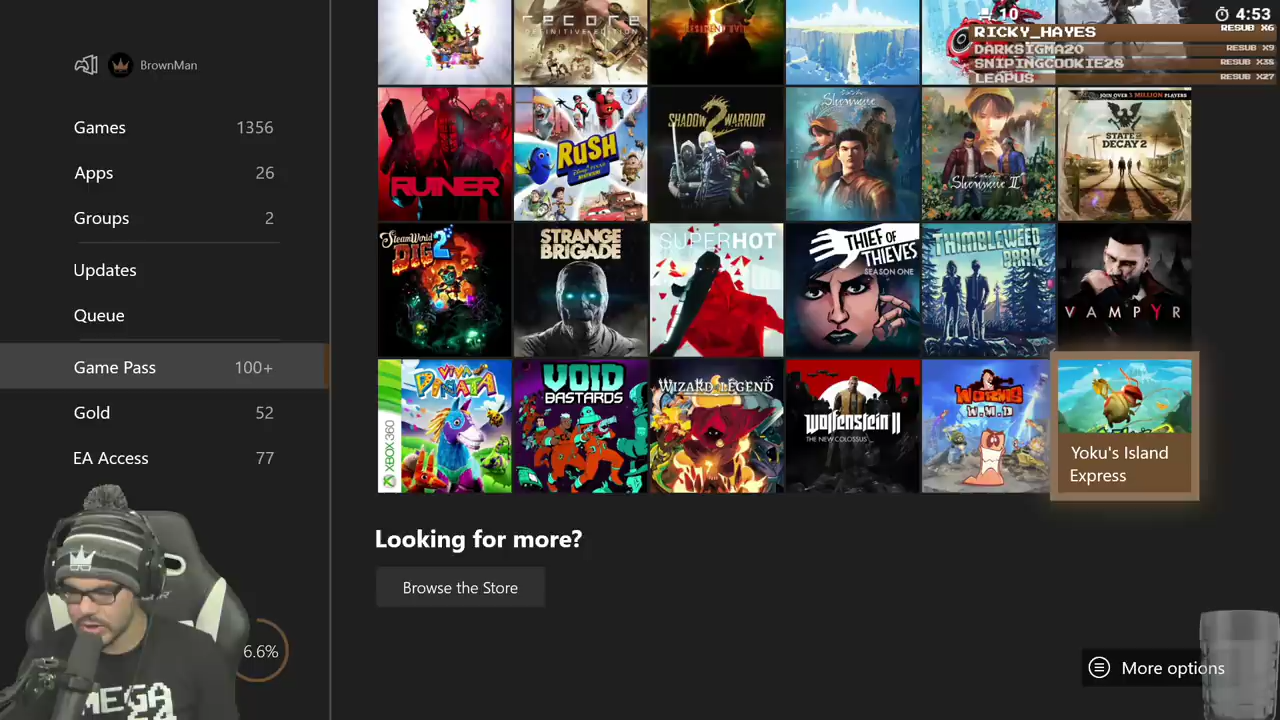 recore
DEFINITIVE EDITION
10
4:53
RICKY_HAYES
RESUB X6
DARKSIGMA20
RESUB X9
SNIPINGCOOKIE28
RESUB X38
LEAPUS
RESUB X27
BrownMan
Games 1356
Apps 26
Groups 2
Updates
Queue
Game Pass 100+
Gold 52
EA Access 77
RUINER
RUSH
SHADOW WARRIOR 2
Shenmue
Shenmue II
JOIN OVER 3 MILLION PLAYERS
STATE OF
DECAY 2
SteamWorld
DIG 2
STRANGE
BRIGADE
SUPERHOT
THIEF OF
THIEVES
SEASON ONE
THIMBLEWEED
PARK
VAMPYR
XBOX 360
VIVA
PIÑATA
VOID
BASTARDS
WIZARD of LEGEND
Wolfenstein II
THE NEW COLOSSUS
WORMS
W.M.D
Yoku's Island
Express
Looking for more?
Browse the Store
6.6%
More options
MEGA
64